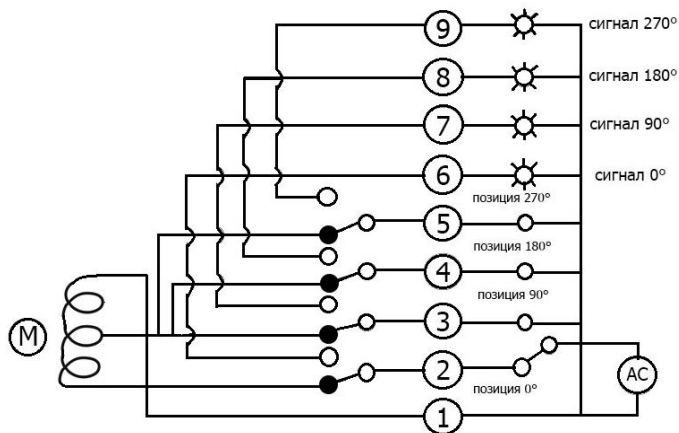 9 сигнал 270°
8 сигнал 180°
7 сигнал 90°
6 сигнал 0°
позиция 270°
5
позиция 180°
4
позиция 90°
3
M
2
AC
позиция 0°
1